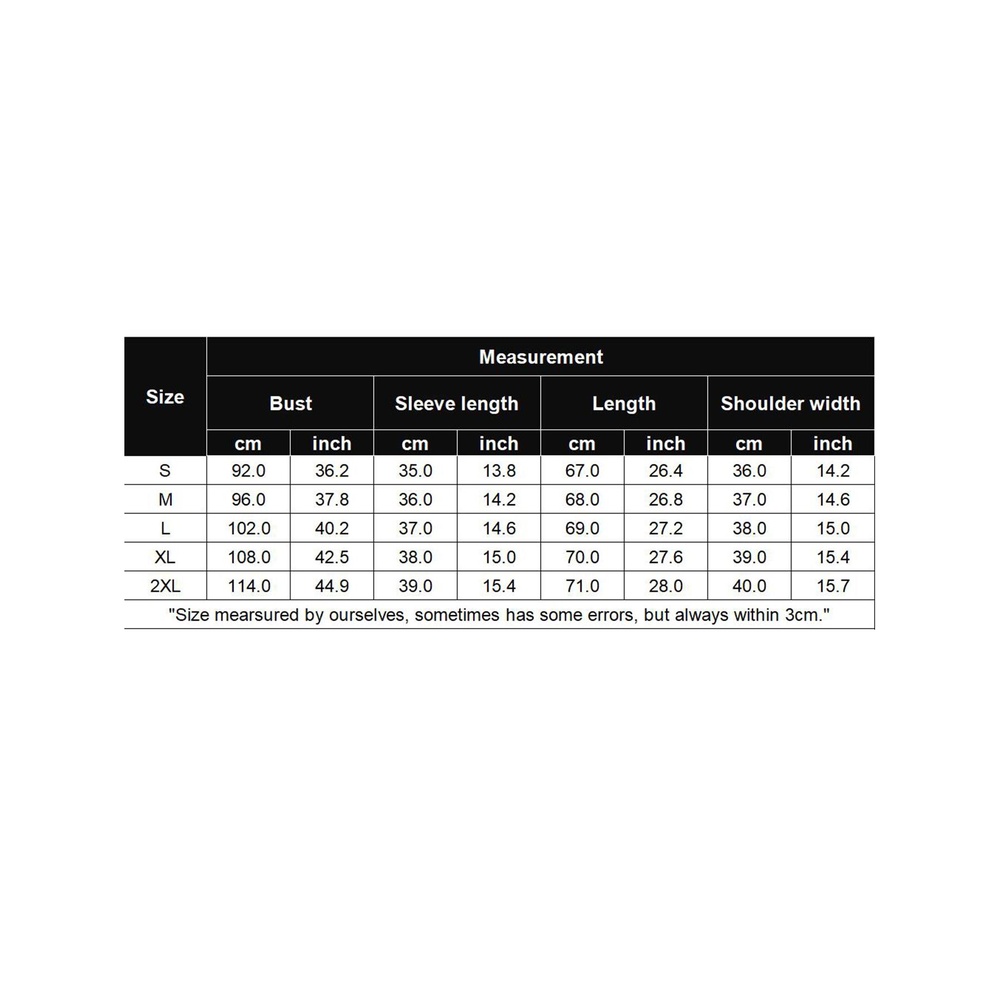 Measurement
Size
Bust Sleeve length Length Shoulder width
cm inch cm inch cm inch cm inch
S 92.0 36.2 35.0 13.8 67.0 26.4 36.0 14.2
M 96.0 37.8 36.0 14.2 68.0 26.8 37.0 14.6
L 102.0 40.2 37.0 14.6 69.0 27.2 38.0 15.0
XL 108.0 42.5 38.0 15.0 70.0 27.6 39.0 15.4
2XL 114.0 44.9 39.0 15.4 71.0 28.0 40.0 15.7
"Size mearsured by ourselves, sometimes has some errors, but always within 3cm."